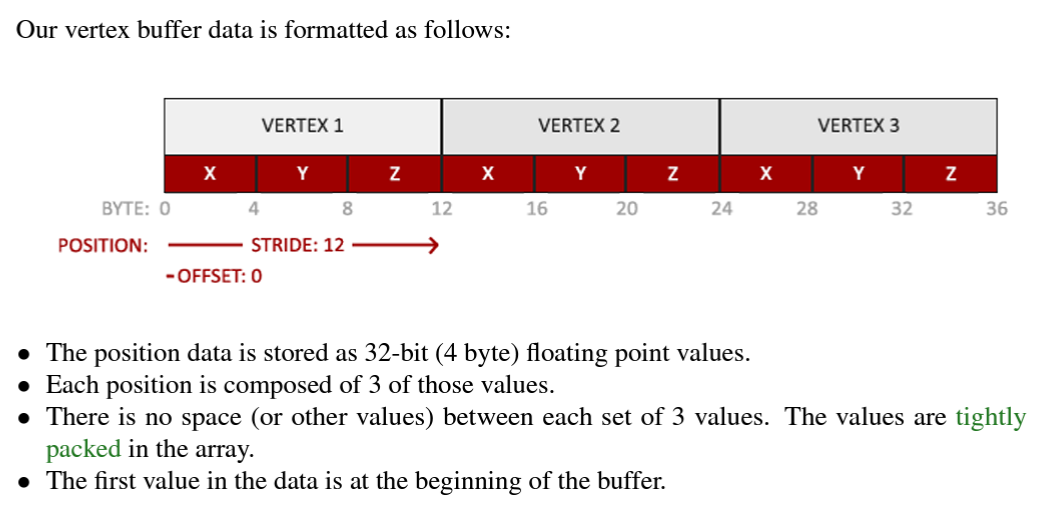 Our vertex buffer data is formatted as follows:
VERTEX 1 VERTEX 2 VERTEX 3
X Y Z X Y Z X Y Z
BYTE: 0 4 8 12 16 20 24 28 32 36
POSITION: STRIDE: 12
-OFFSET: 0
• The position data is stored as 32-bit (4 byte) floating point values.
• Each position is composed of 3 of those values.
• There is no space (or other values) between each set of 3 values. The values are tightly
packed in the array.
• The first value in the data is at the beginning of the buffer.